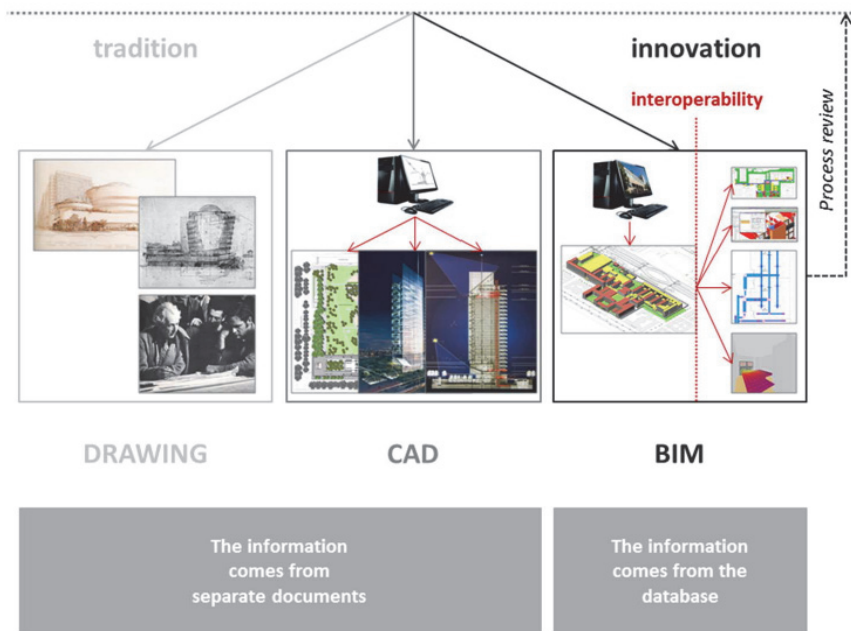 tradition
innovation
interoperability
Process review
DRAWING
CAD
BIM
The information
comes from
separate documents
The information
comes from the
database